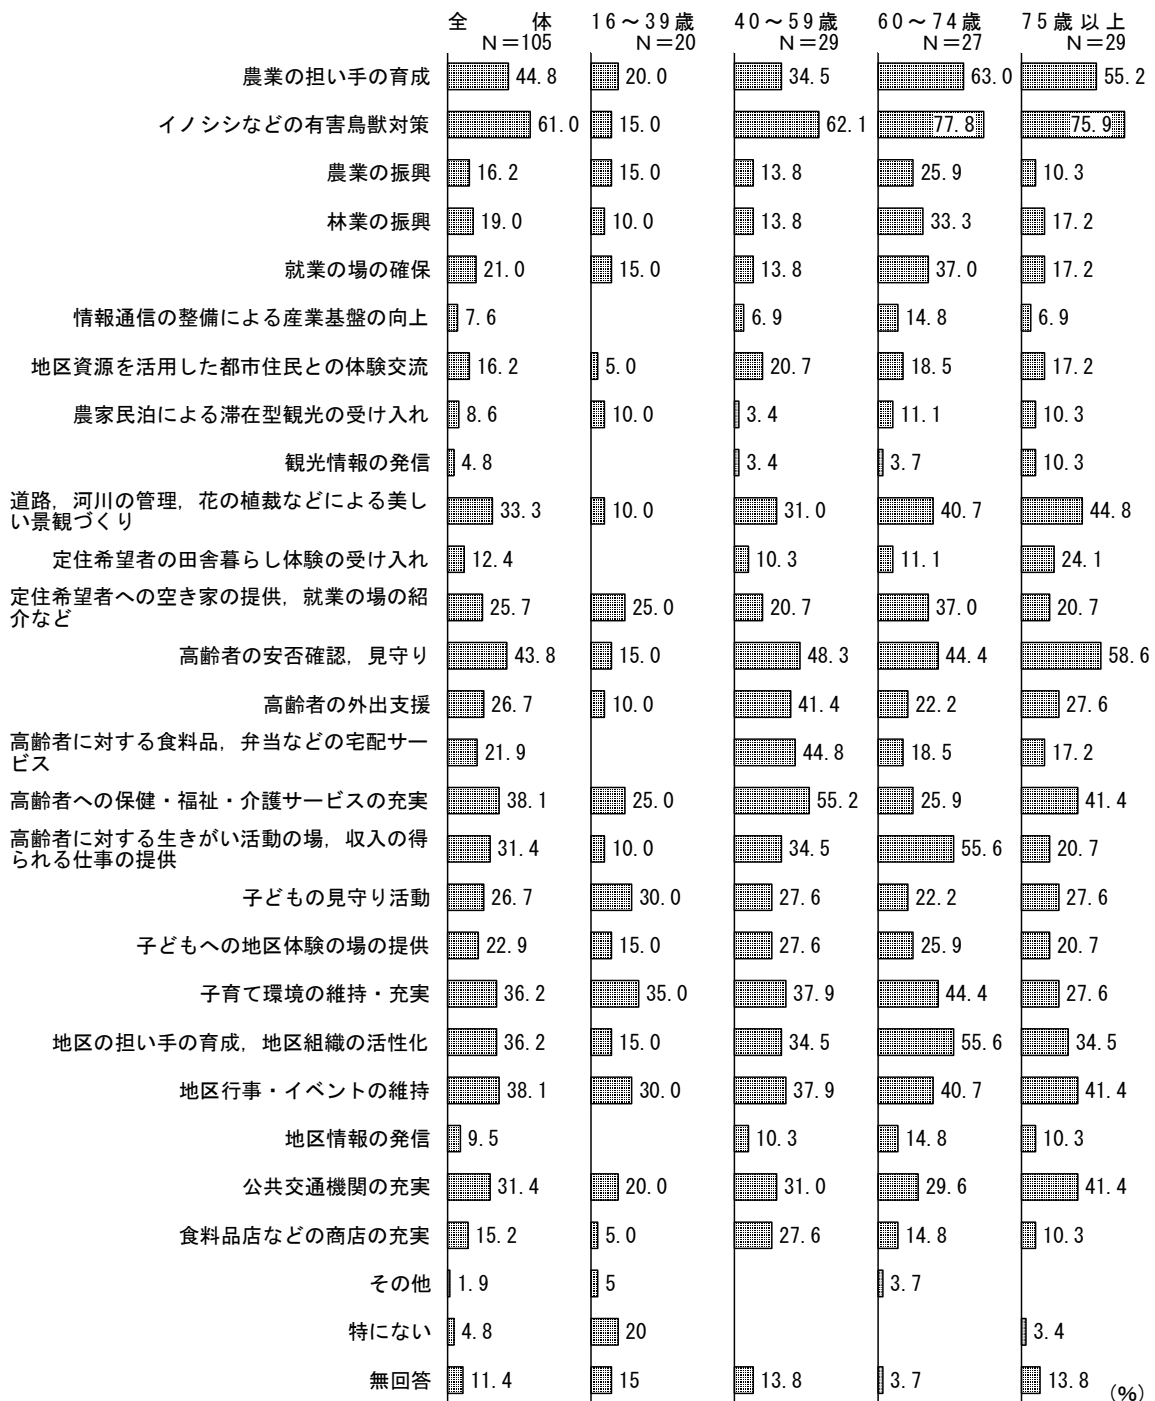 全体 16～39歳 40～59歳 60～74歳 75歳以上
N＝105 N＝20 N＝29 N＝27 N＝29
農業の担い手の育成 44.8 20.0 34.5 63.0 55.2
イノシシなどの有害鳥獣対策 61.0 15.0 62.1 77.8 75.9
農業の振興 16.2 15.0 13.8 25.9 10.3
林業の振興 19.0 10.0 13.8 33.3 17.2
就業の場の確保 21.0 15.0 13.8 37.0 17.2
情報通信の整備による産業基盤の向上 7.6 6.9 14.8 6.9
地区資源を活用した都市住民との体験交流 16.2 5.0 20.7 18.5 17.2
農家民泊による滞在型観光の受け入れ 8.6 10.0 3.4 11.1 10.3
観光情報の発信 4.8 3.4 3.7 10.3
道路，河川の管理，花の植裁などによる美し
い景観づくり 33.3 10.0 31.0 40.7 44.8
定住希望者の田舎暮らし体験の受け入れ 12.4 10.3 11.1 24.1
定住希望者への空き家の提供，就業の場の紹
介など 25.7 25.0 20.7 37.0 20.7
高齢者の安否確認，見守り 43.8 15.0 48.3 44.4 58.6
高齢者の外出支援 26.7 10.0 41.4 22.2 27.6
高齢者に対する食料品，弁当などの宅配サー
ビス 21.9 44.8 18.5 17.2
高齢者への保健・福祉・介護サービスの充実 38.1 25.0 55.2 25.9 41.4
高齢者に対する生きがい活動の場，収入の得
られる仕事の提供 31.4 10.0 34.5 55.6 20.7
子どもの見守り活動 26.7 30.0 27.6 22.2 27.6
子どもへの地区体験の場の提供 22.9 15.0 27.6 25.9 20.7
子育て環境の維持・充実 36.2 35.0 37.9 44.4 27.6
地区の担い手の育成，地区組織の活性化 36.2 15.0 34.5 55.6 34.5
地区行事・イベントの維持 38.1 30.0 37.9 40.7 41.4
地区情報の発信 9.5 10.3 14.8 10.3
公共交通機関の充実 31.4 20.0 31.0 29.6 41.4
食料品店などの商店の充実 15.2 5.0 27.6 14.8 10.3
その他 1.9 5 3.7
特にない 4.8 20 3.4
無回答 11.4 15 13.8 3.7 13.8
(%)